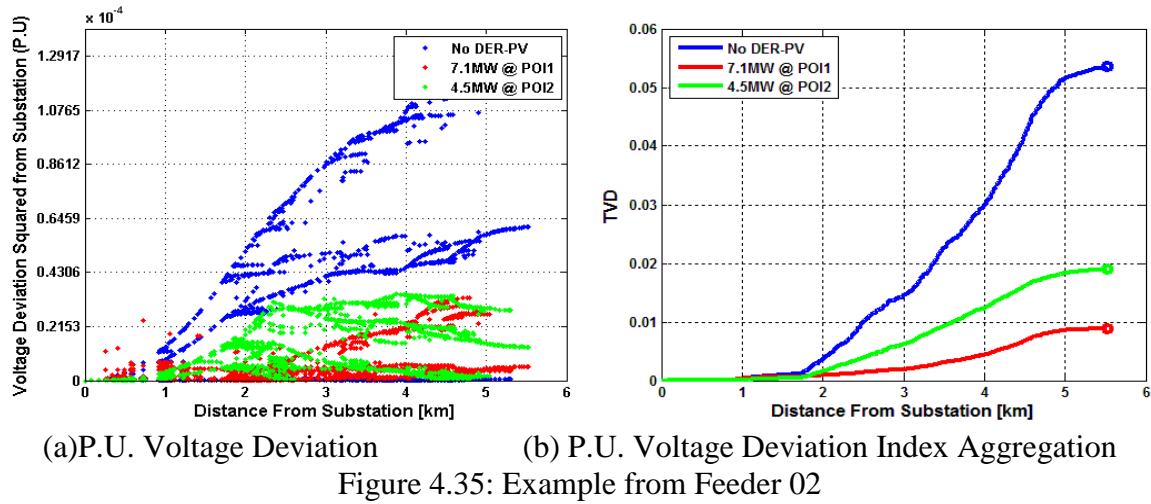 x 10⁻⁴
Voltage Deviation Squared from Substation (P.U)
1.2917
1.0765
0.8612
0.6459
0.4306
0.2153
0
0 1 2 3 4 5 6
Distance From Substation [km]
No DER-PV
7.1MW @ POI1
4.5MW @ POI2
TVD
0.06
0.05
0.04
0.03
0.02
0.01
0
0 1 2 3 4 5 6
Distance From Substation [km]
No DER-PV
7.1MW @ POI1
4.5MW @ POI2
(a)P.U. Voltage Deviation
(b) P.U. Voltage Deviation Index Aggregation
Figure 4.35: Example from Feeder 02